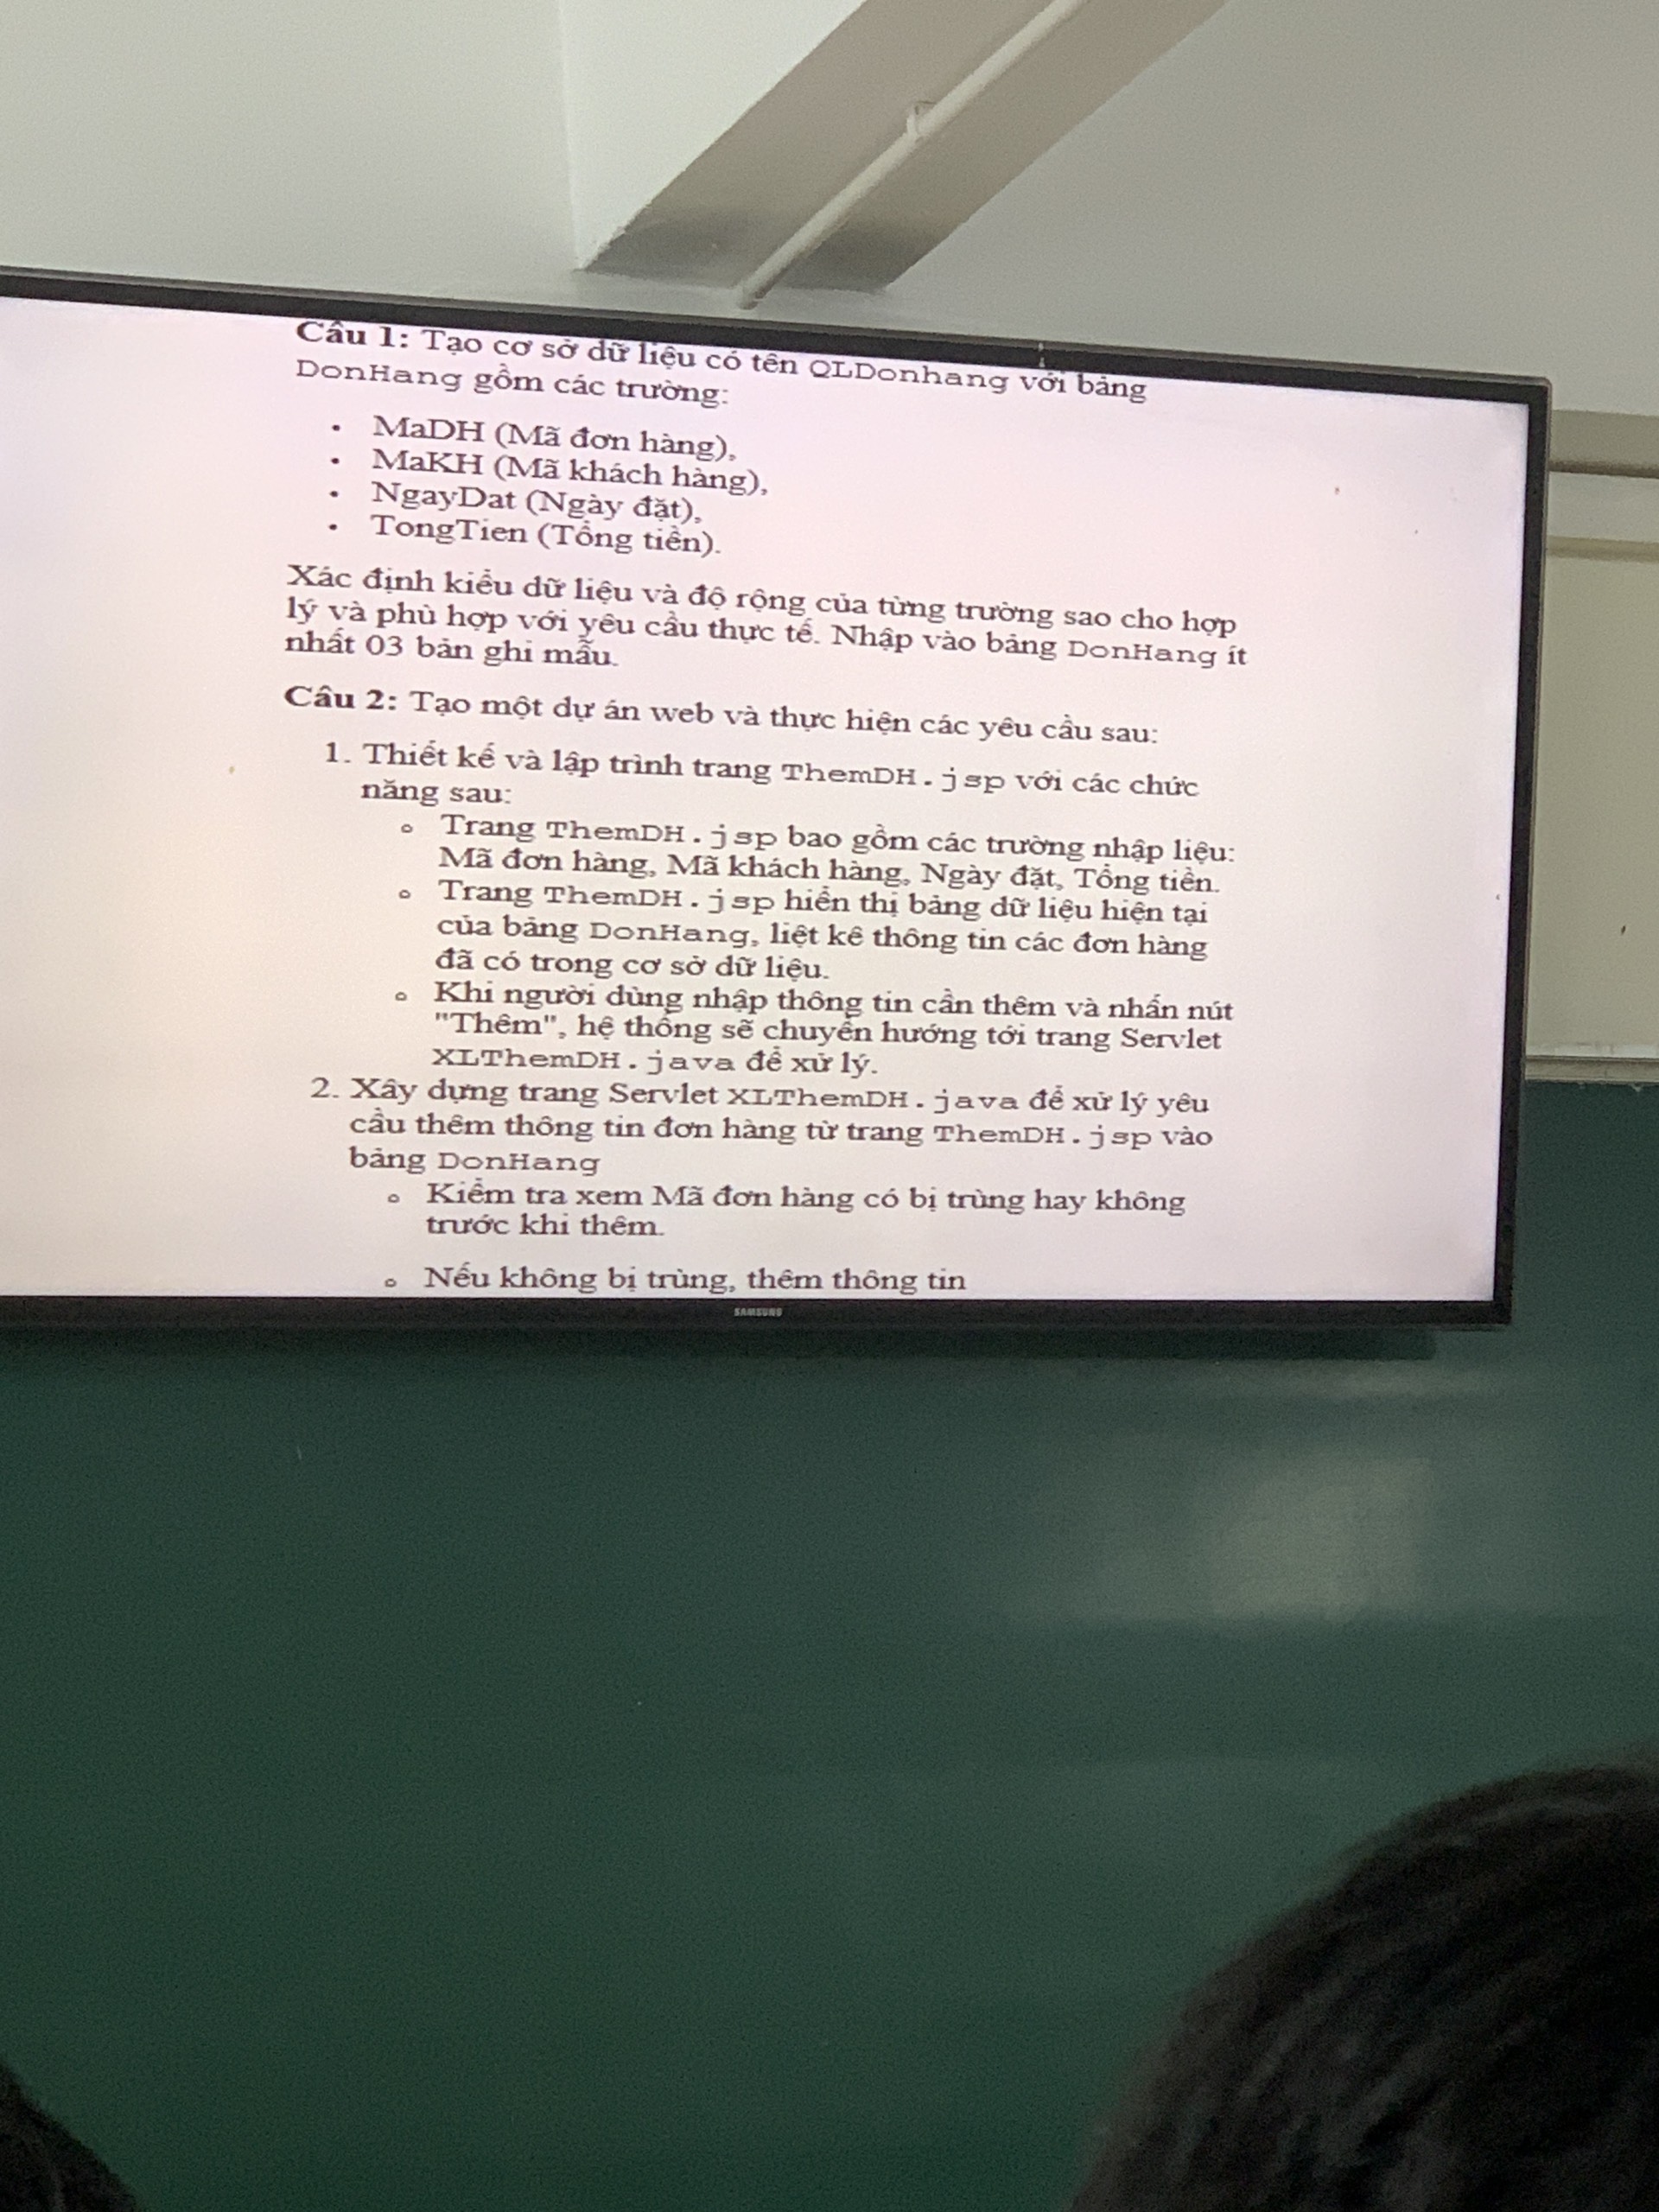 Câu 1: Tạo cơ sở dữ liệu có tên QLDonhang với bảng
DonHang gồm các trường:
• MaDH (Mã đơn hàng),
• MaKH (Mã khách hàng),
• NgayDat (Ngày đặt),
• TongTien (Tổng tiền).
Xác định kiểu dữ liệu và độ rộng của từng trường sao cho hợp
lý và phù hợp với yêu cầu thực tế. Nhập vào bảng DonHang ít
nhất 03 bản ghi mẫu.
Câu 2: Tạo một dự án web và thực hiện các yêu cầu sau:
1. Thiết kế và lập trình trang ThemDH.jsp với các chức
năng sau:
o Trang ThemDH.jsp bao gồm các trường nhập liệu:
Mã đơn hàng, Mã khách hàng, Ngày đặt, Tổng tiền.
o Trang ThemDH.jsp hiển thị bảng dữ liệu hiện tại
của bảng DonHang, liệt kê thông tin các đơn hàng
đã có trong cơ sở dữ liệu.
o Khi người dùng nhập thông tin cần thêm và nhấn nút
"Thêm", hệ thống sẽ chuyển hướng tới trang Servlet
XLThemDH.java để xử lý.
2. Xây dựng trang Servlet XLThemDH.java để xử lý yêu
cầu thêm thông tin đơn hàng từ trang ThemDH.jsp vào
bảng DonHang
o Kiểm tra xem Mã đơn hàng có bị trùng hay không
trước khi thêm.
o Nếu không bị trùng, thêm thông tin
SAMSUNG